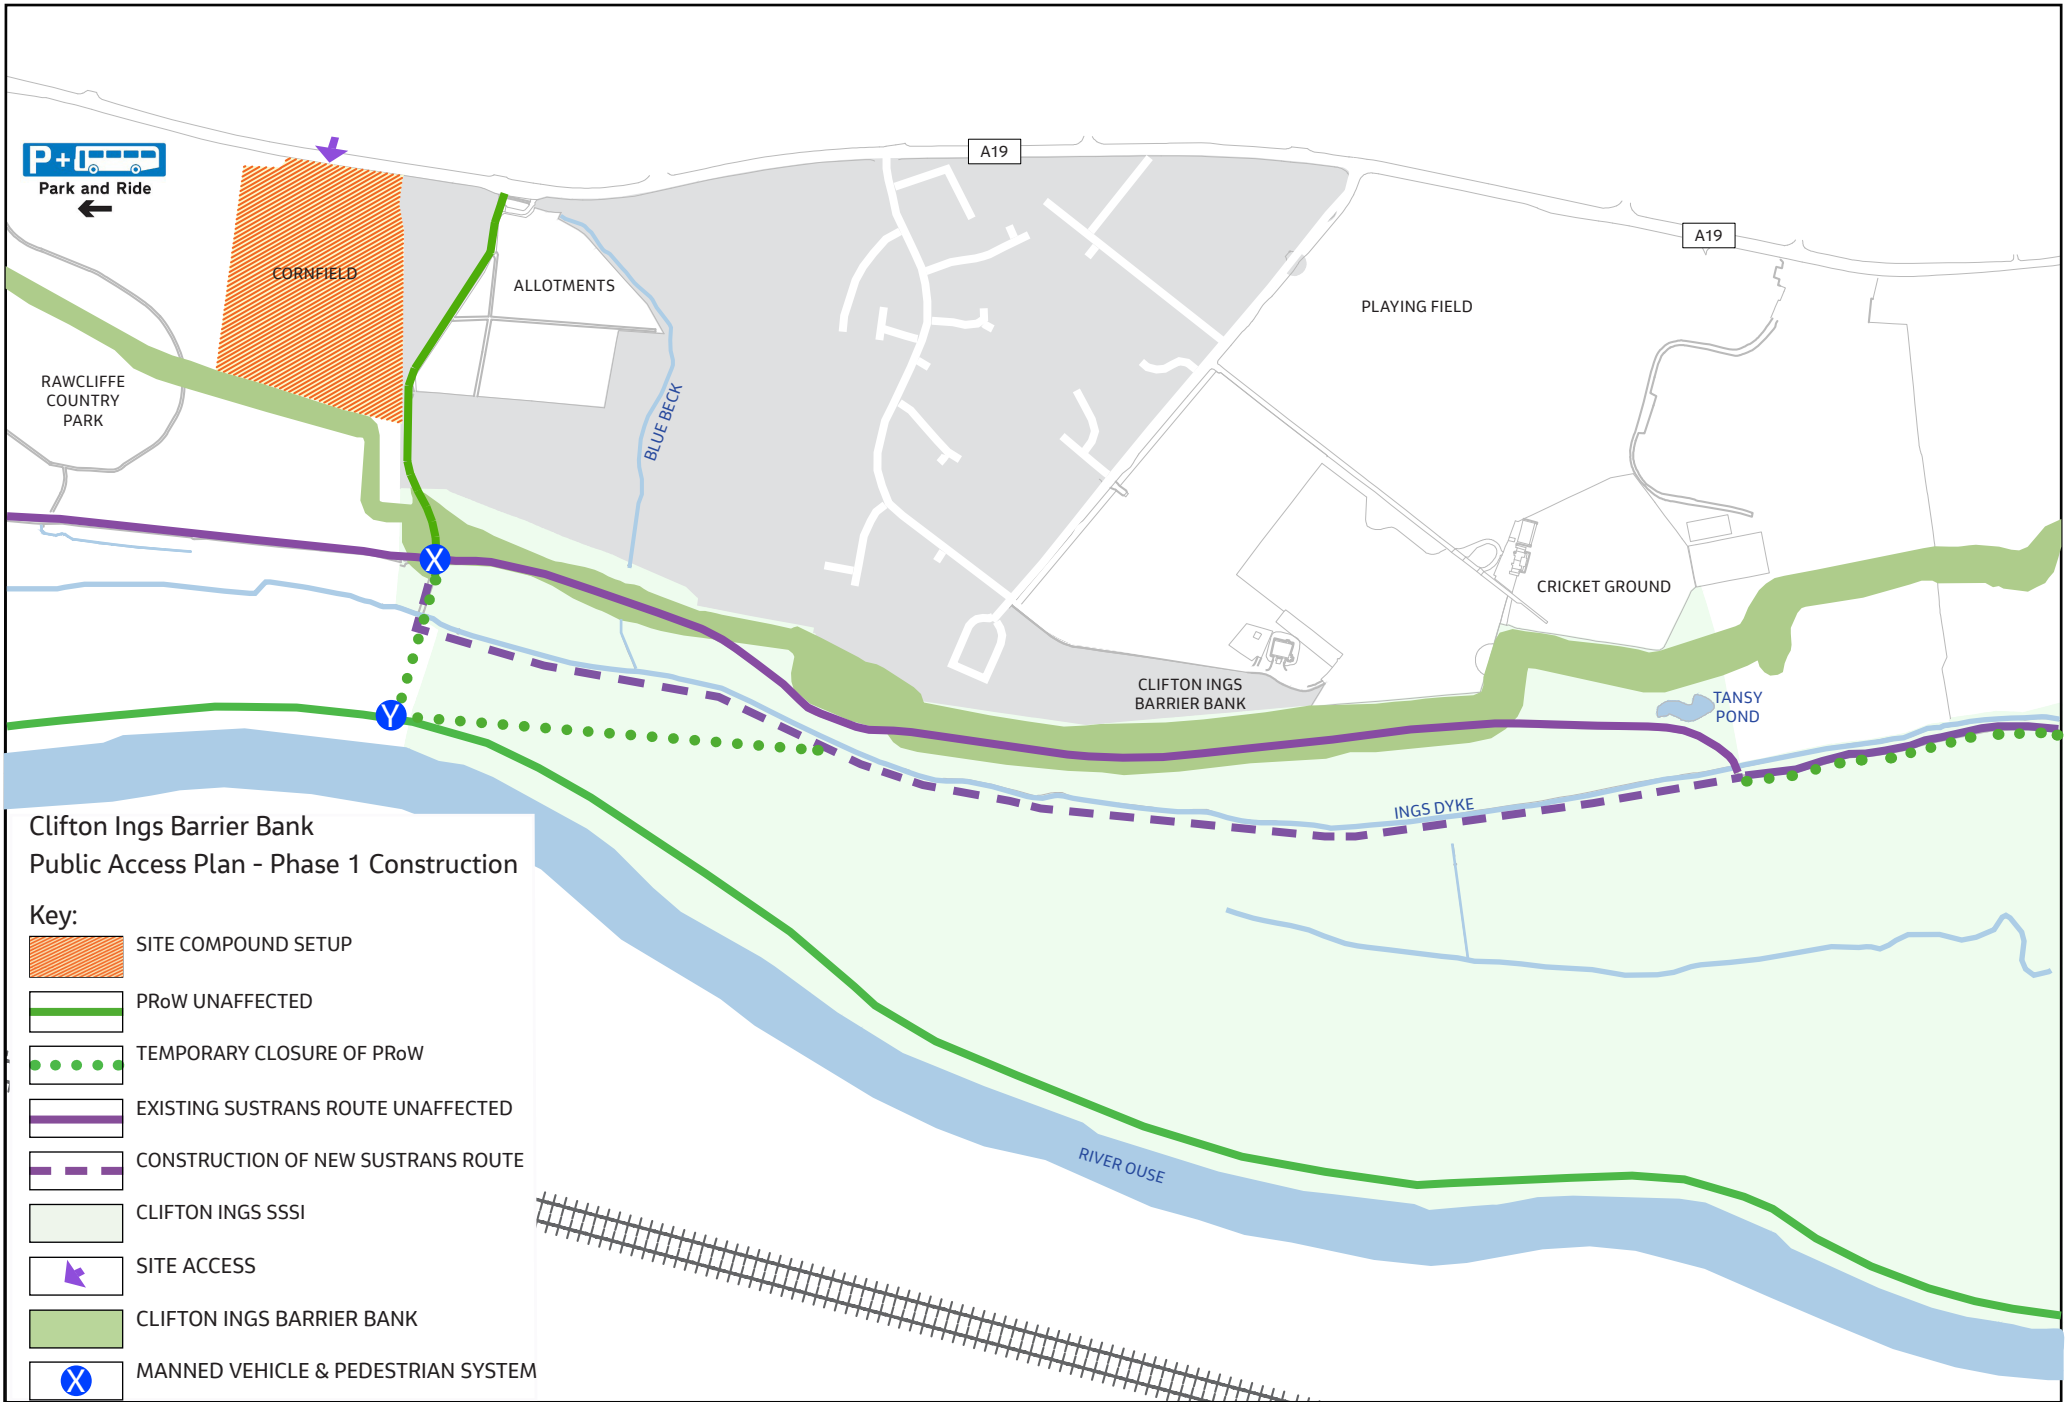 P+
Park and Ride
A19
A19
CORNFIELD
ALLOTMENTS
PLAYING FIELD
RAWCLIFFE
COUNTRY
PARK
BLUE BECK
X
CRICKET GROUND
CLIFTON INGS
BARRIER BANK
TANSY
POND
Y
INGS DYKE
RIVER OUSE
Clifton Ings Barrier Bank
Public Access Plan - Phase 1 Construction
Key:
SITE COMPOUND SETUP
PRoW UNAFFECTED
TEMPORARY CLOSURE OF PRoW
EXISTING SUSTRANS ROUTE UNAFFECTED
CONSTRUCTION OF NEW SUSTRANS ROUTE
CLIFTON INGS SSSI
SITE ACCESS
CLIFTON INGS BARRIER BANK
X MANNED VEHICLE & PEDESTRIAN SYSTEM